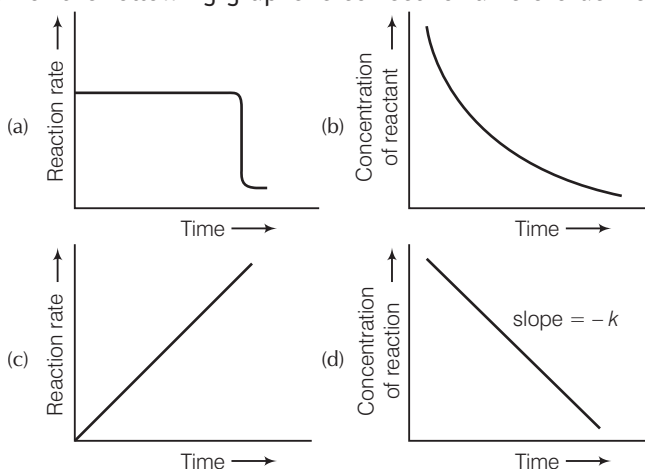 (a)
Reaction rate
Time
(b)
Concentration
of reactant
Time
(c)
Reaction rate
Time
(d)
Concentration
of reaction
slope = – k
Time